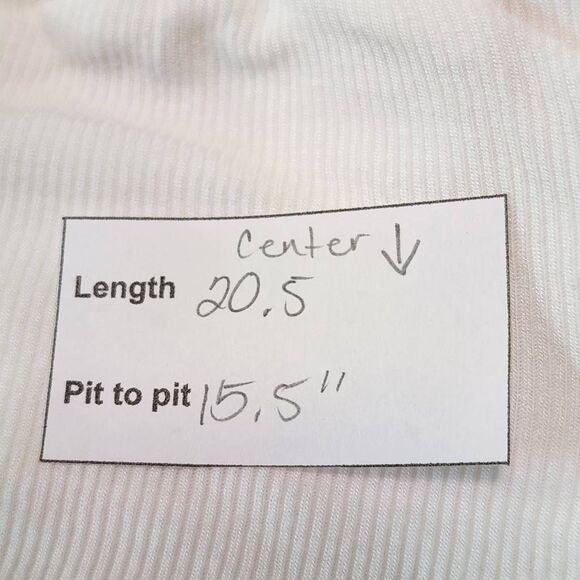 Center ↓
Length 20.5
Pit to pit 15.5"